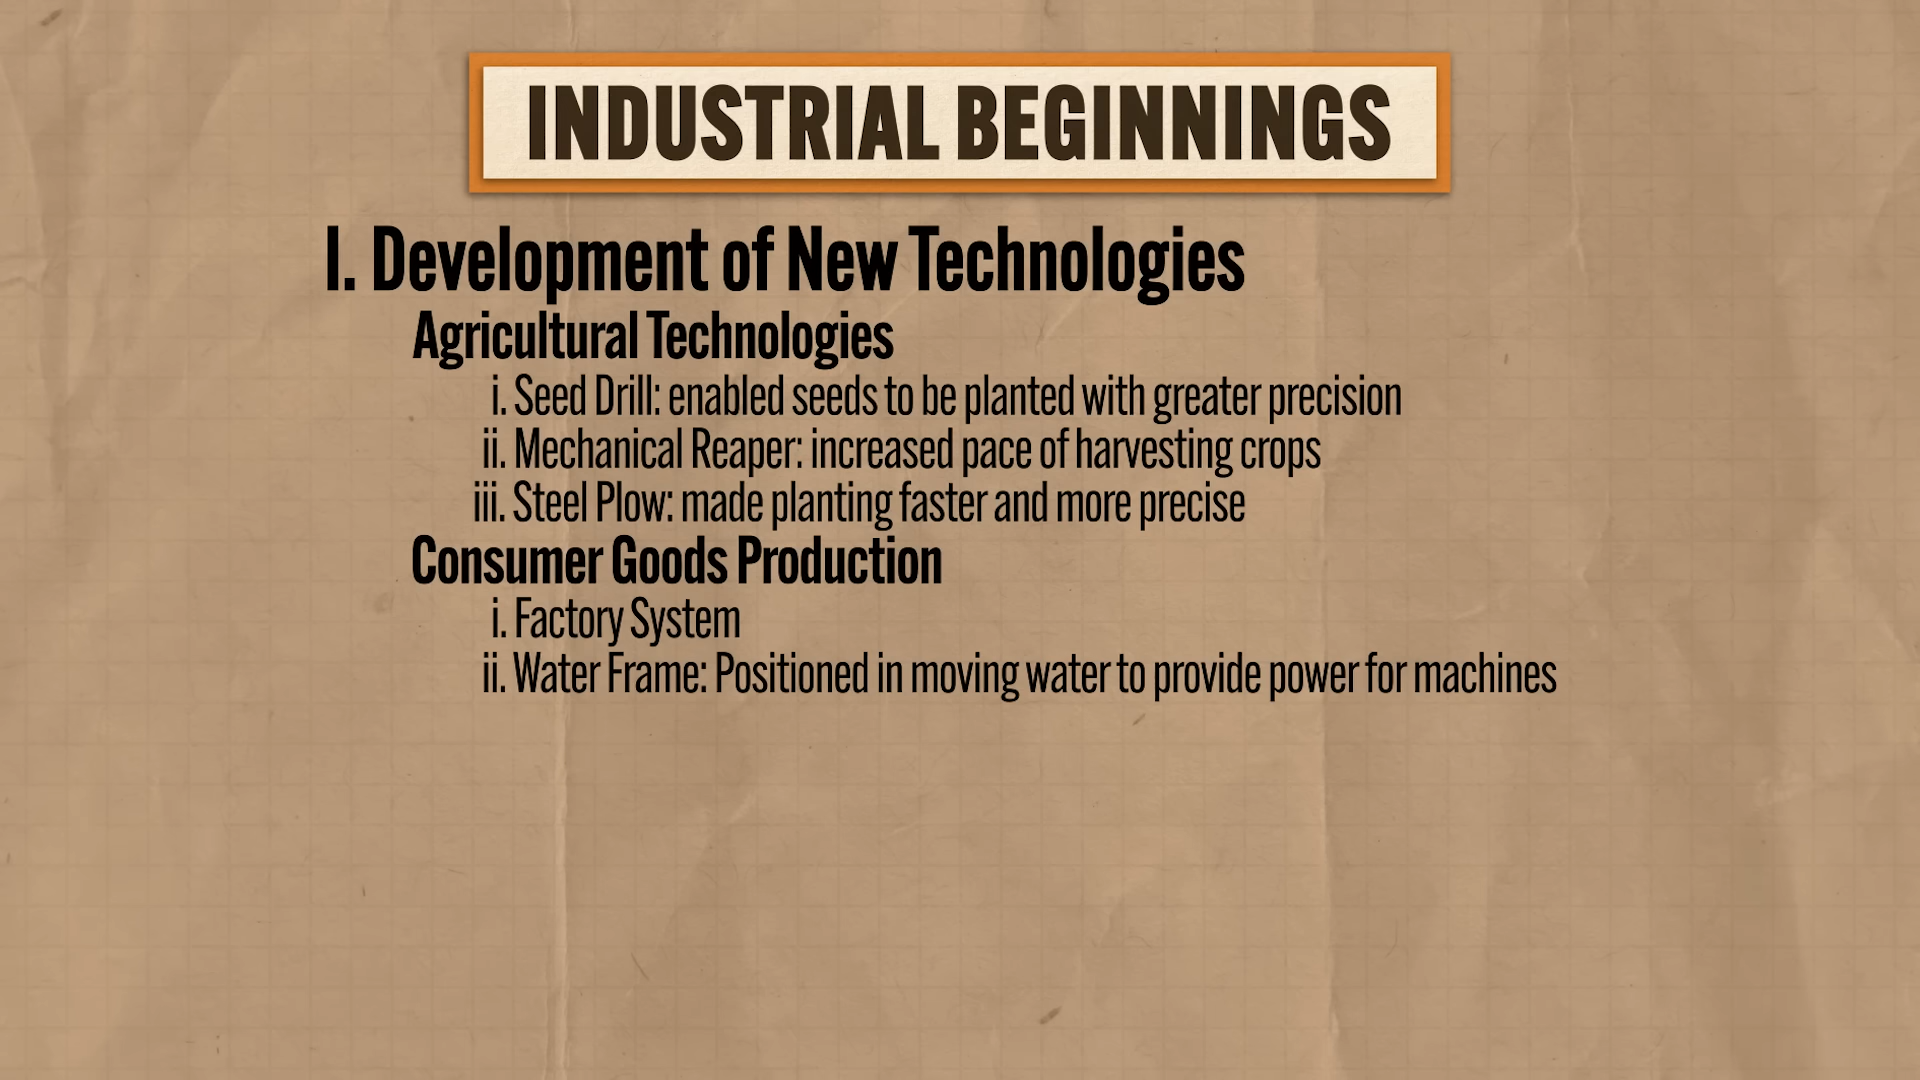 INDUSTRIAL BEGINNINGS
I. Development of New Technologies
Agricultural Technologies
i. Seed Drill: enabled seeds to be planted with greater precision
ii. Mechanical Reaper: increased pace of harvesting crops
iii. Steel Plow: made planting faster and more precise
Consumer Goods Production
i. Factory System
ii. Water Frame: Positioned in moving water to provide power for machines